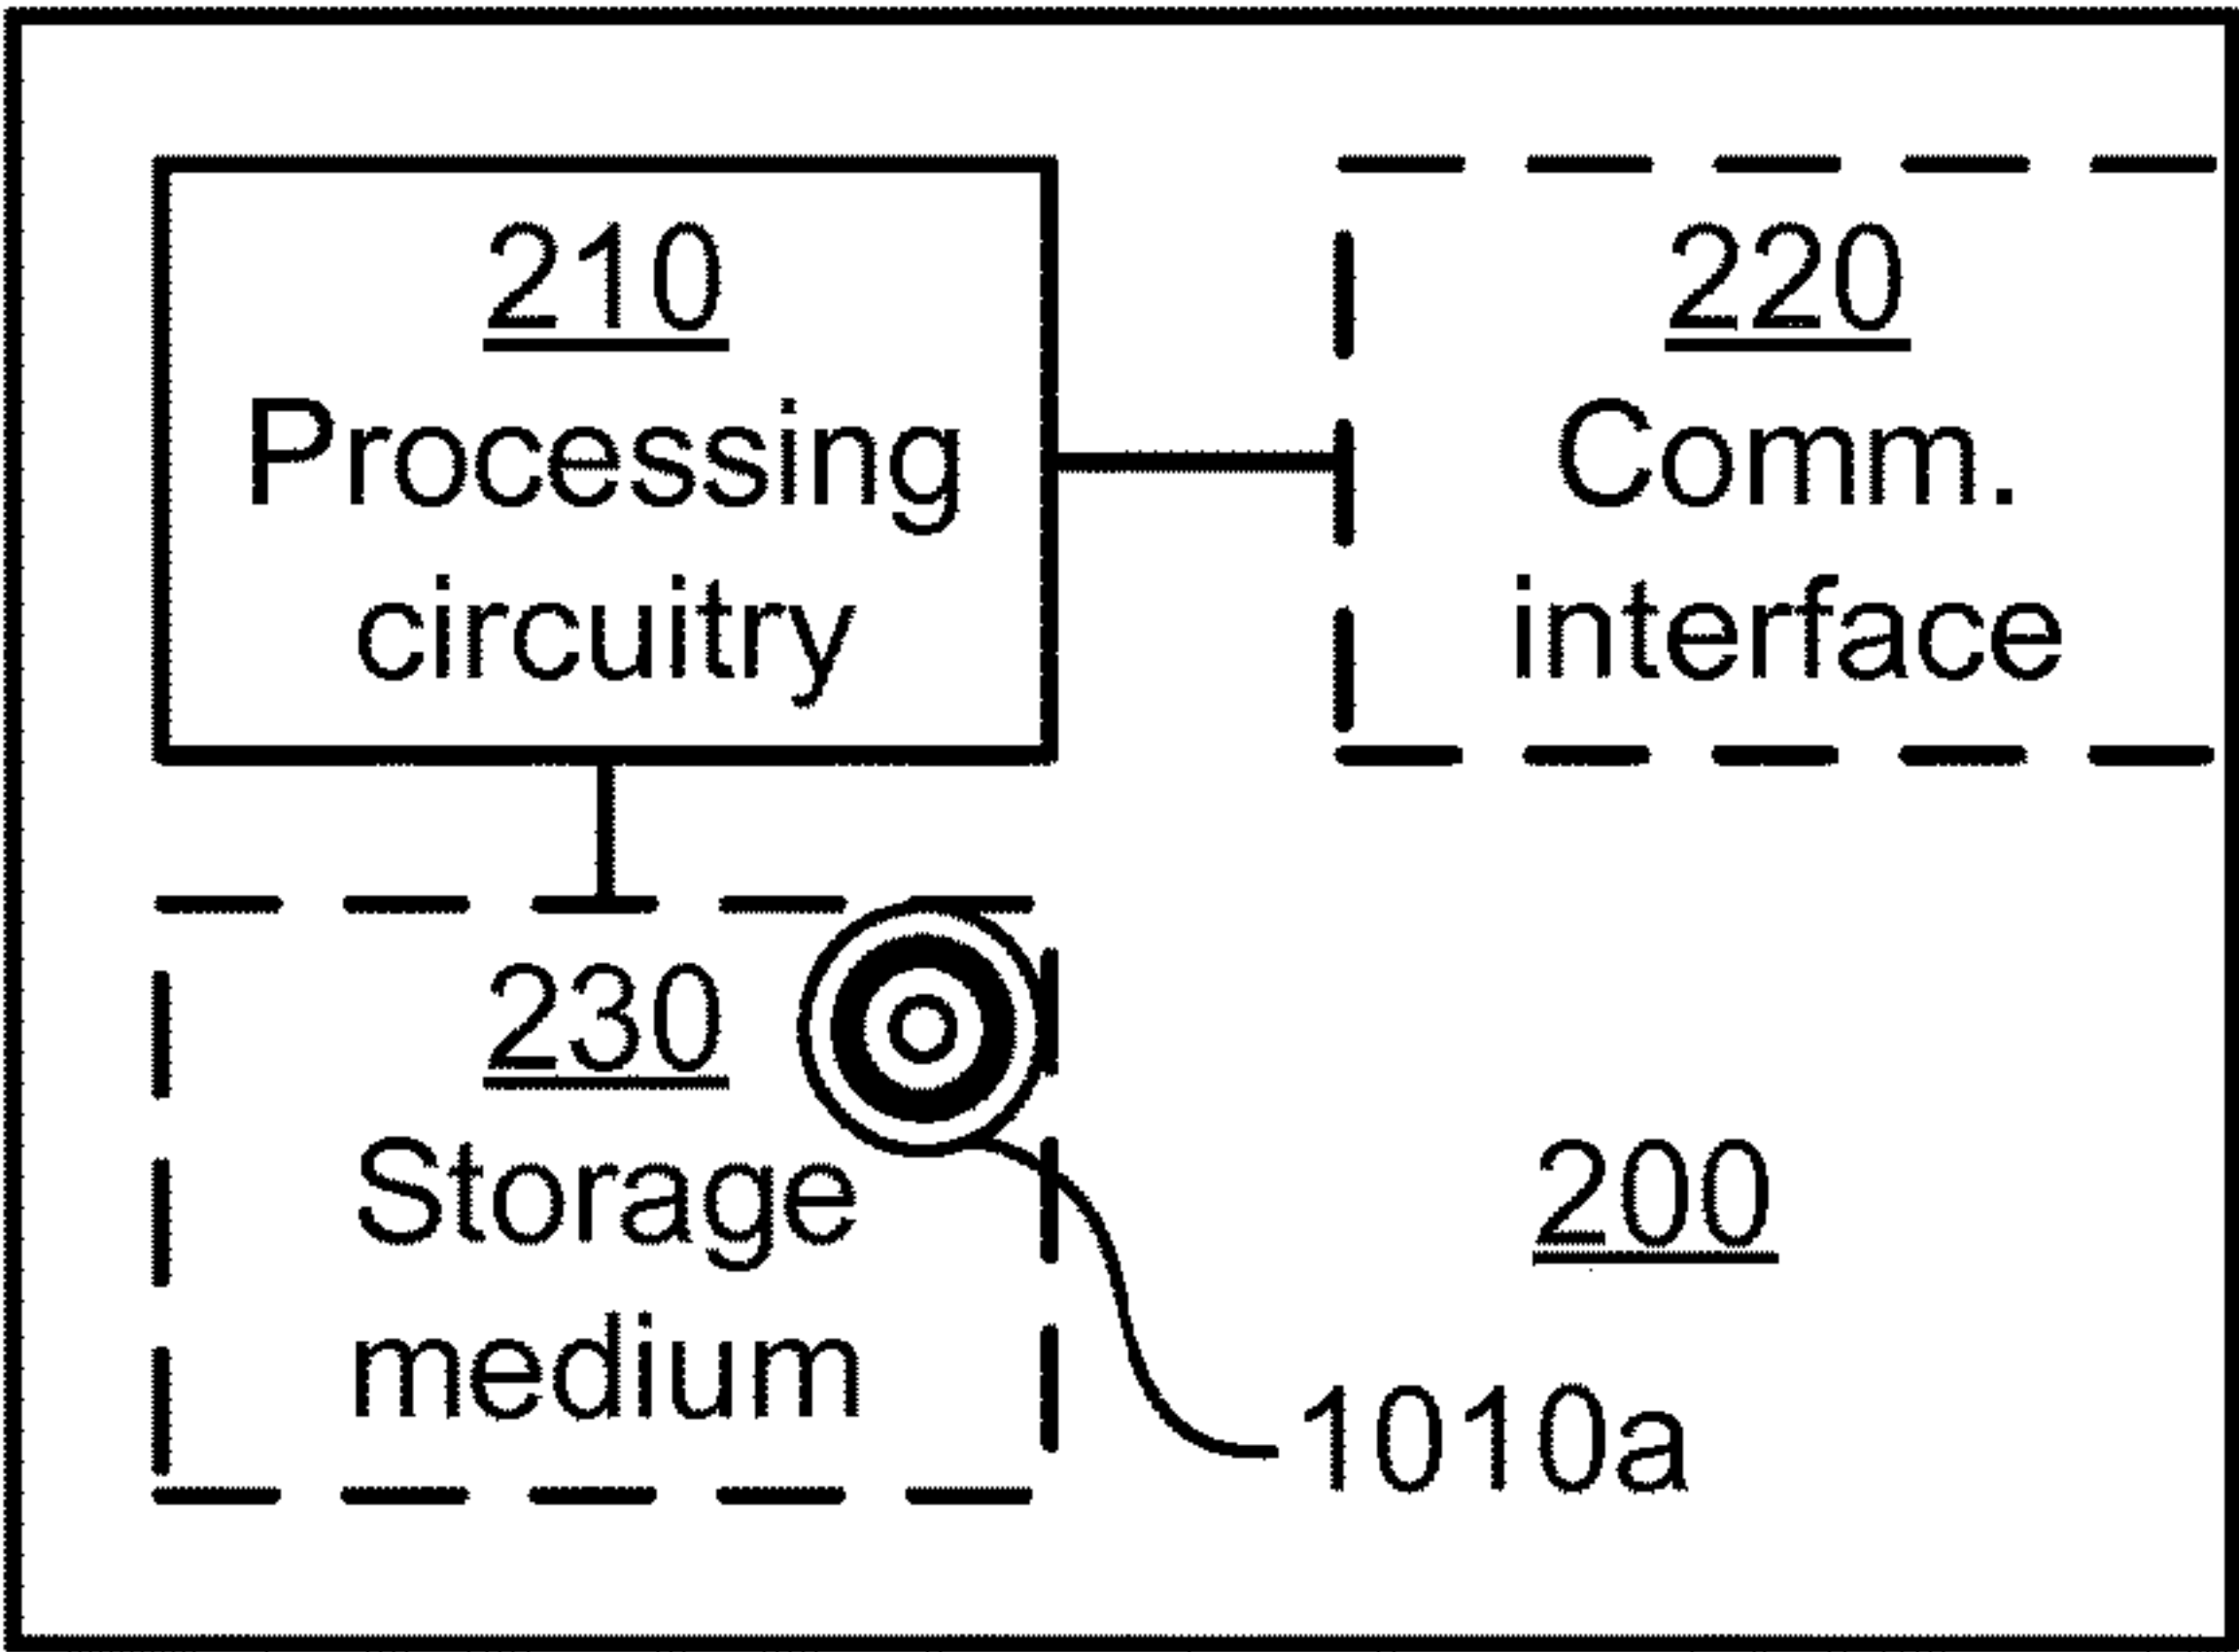 210
Processing
circuitry
220
Comm.
interface
230
Storage
medium
200
1010a